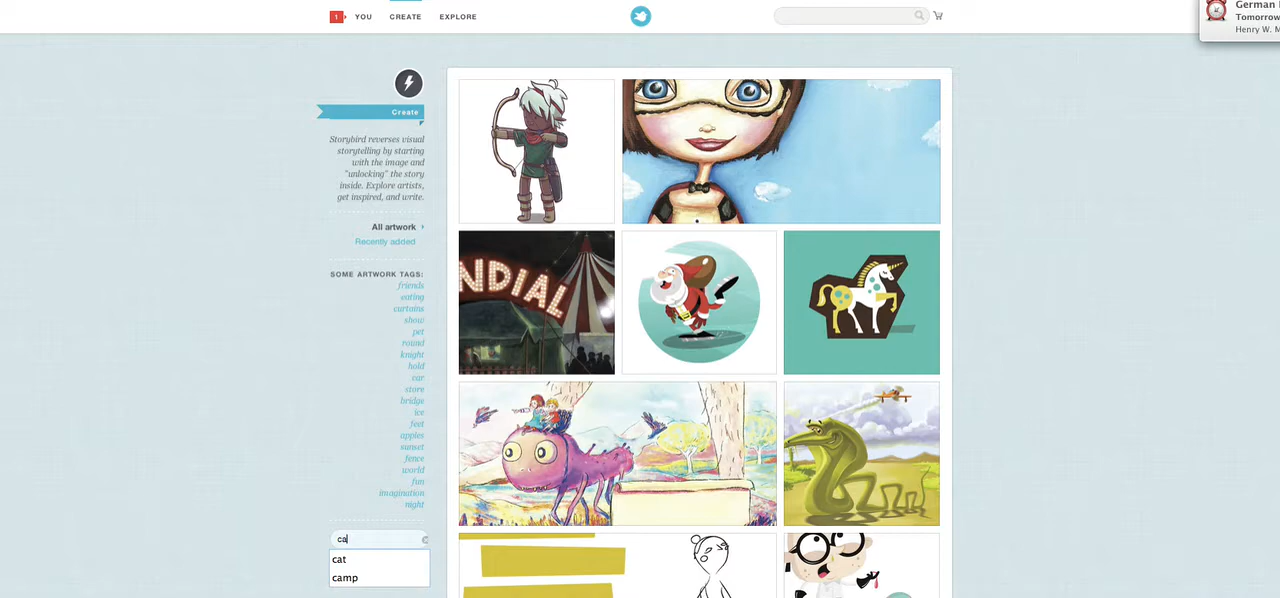 1
YOU
CREATE
EXPLORE
German
Tomorrow
Henry W. M
Create
Storybird reverses visual
storytelling by starting
with the image and
"unlocking" the story
inside. Explore artists,
get inspired, and write.
All artwork
Recently added
SOME ARTWORK TAGS:
friends
eating
curtains
show
pet
round
knight
hold
ear
store
bridge
ice
feet
apples
sunset
fence
world
fun
imagination
night
ca
cat
camp
NDIAL